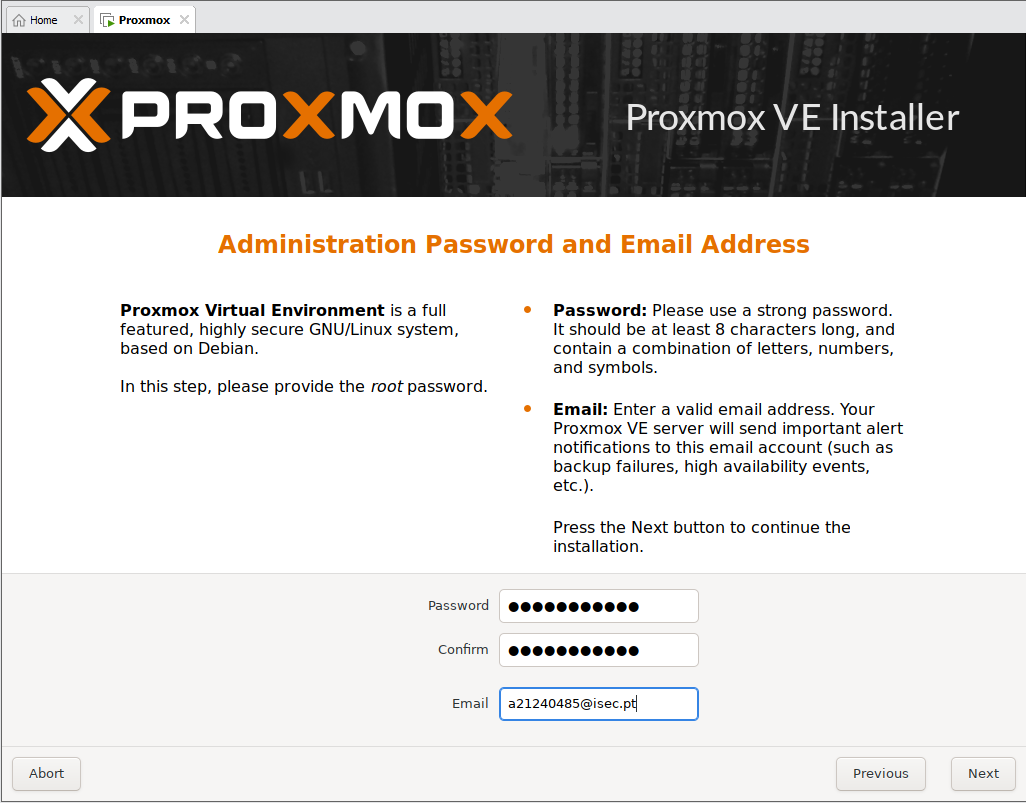 Home
Proxmox
PROXMOX
Proxmox VE Installer
Administration Password and Email Address
Proxmox Virtual Environment is a full
featured, highly secure GNU/Linux system,
based on Debian.
In this step, please provide the root password.
• Password: Please use a strong password.
It should be at least 8 characters long, and
contain a combination of letters, numbers,
and symbols.
• Email: Enter a valid email address. Your
Proxmox VE server will send important alert
notifications to this email account (such as
backup failures, high availability events,
etc.).
Press the Next button to continue the
installation.
Password ●●●●●●●●●●●
Confirm ●●●●●●●●●●●
Email a21240485@isec.pt
Abort
Previous
Next